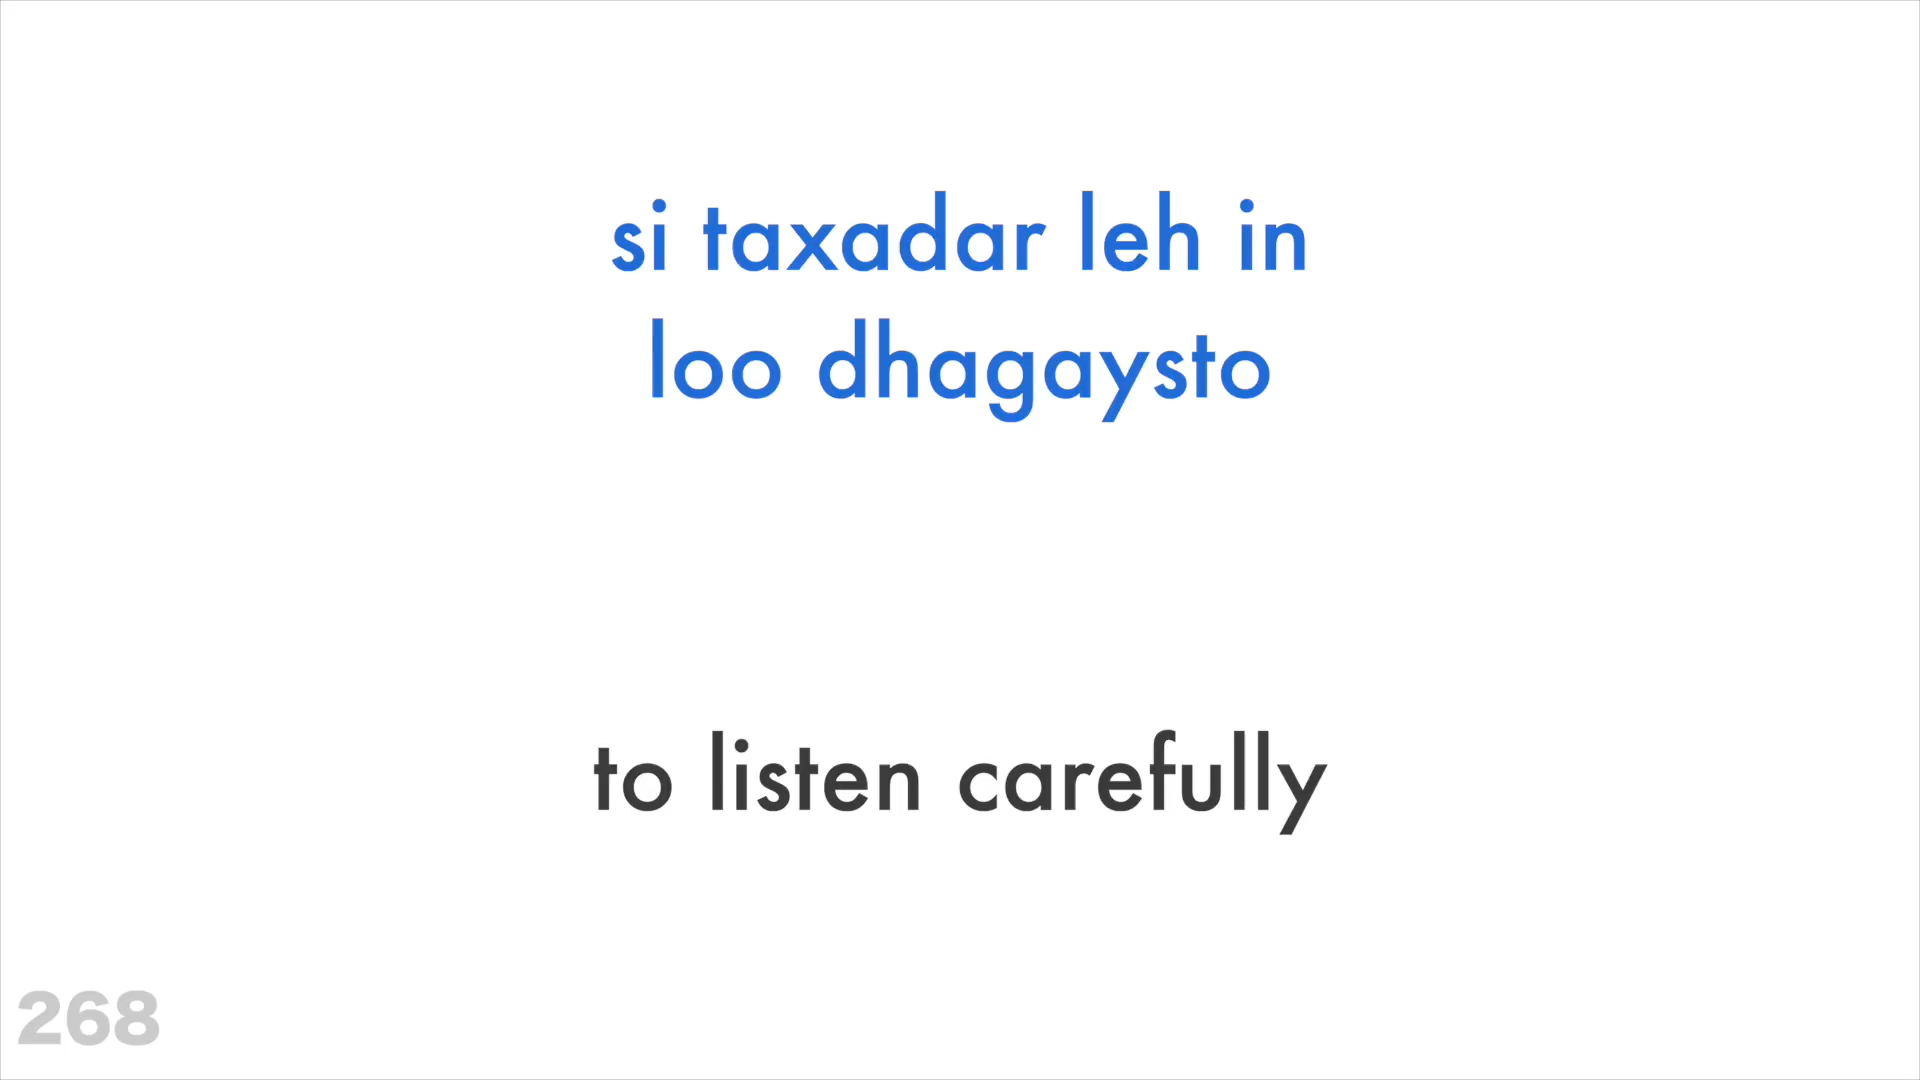 si taxadar leh in
loo dhagaysto
to listen carefully
268